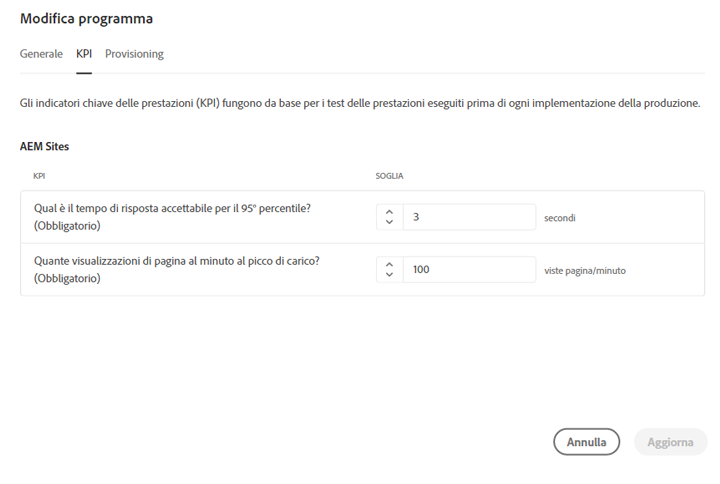 Modifica programma
Generale KPI Provisioning
Gli indicatori chiave delle prestazioni (KPI) fungono da base per i test delle prestazioni eseguiti prima di ogni implementazione della produzione.
AEM Sites
KPI SOGLIA
Qual è il tempo di risposta accettabile per il 95° percentile?
(Obbligatorio)
3 secondi
Quante visualizzazioni di pagina al minuto al picco di carico?
(Obbligatorio)
100 viste pagina/minuto
Annulla Aggiorna